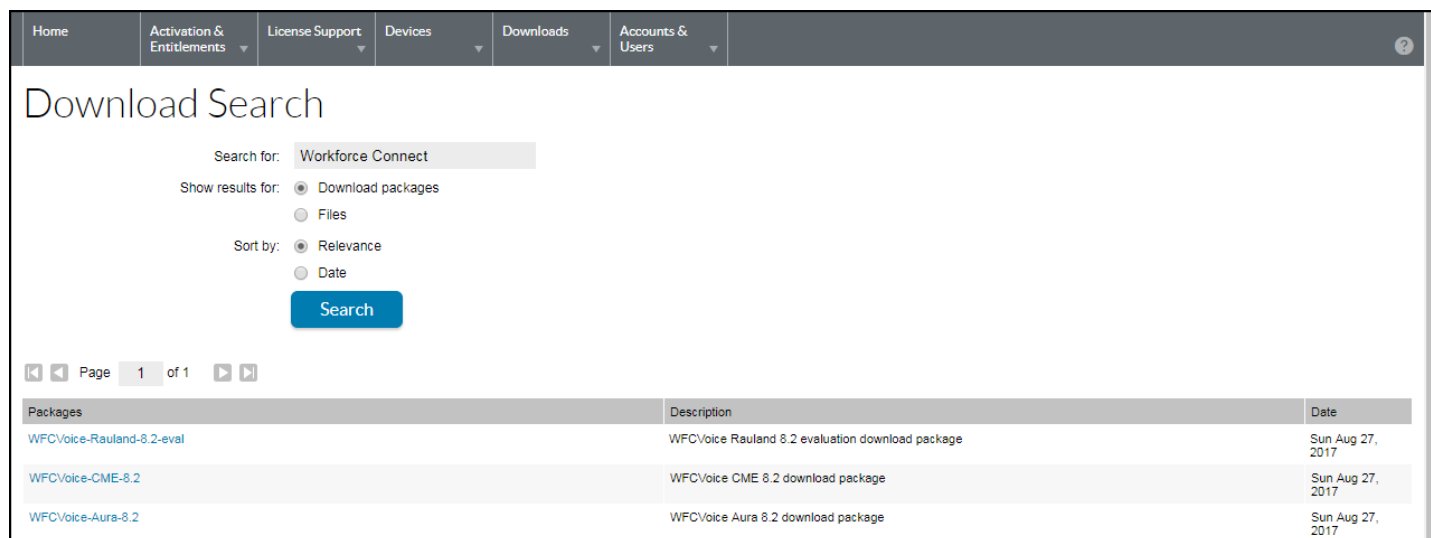 Home Activation & License Support Devices Downloads Accounts &
Entitlements Users ?
Download Search
Search for: Workforce Connect
Show results for: Download packages
Files
Sort by: Relevance
Date
Search
Page 1 of 1
Packages Description Date
WFCVoice-Rauland-8.2-eval WFCVoice Rauland 8.2 evaluation download package Sun Aug 27,
2017
WFCVoice-CME-8.2 WFCVoice CME 8.2 download package Sun Aug 27,
2017
WFCVoice-Aura-8.2 WFCVoice Aura 8.2 download package Sun Aug 27,
2017